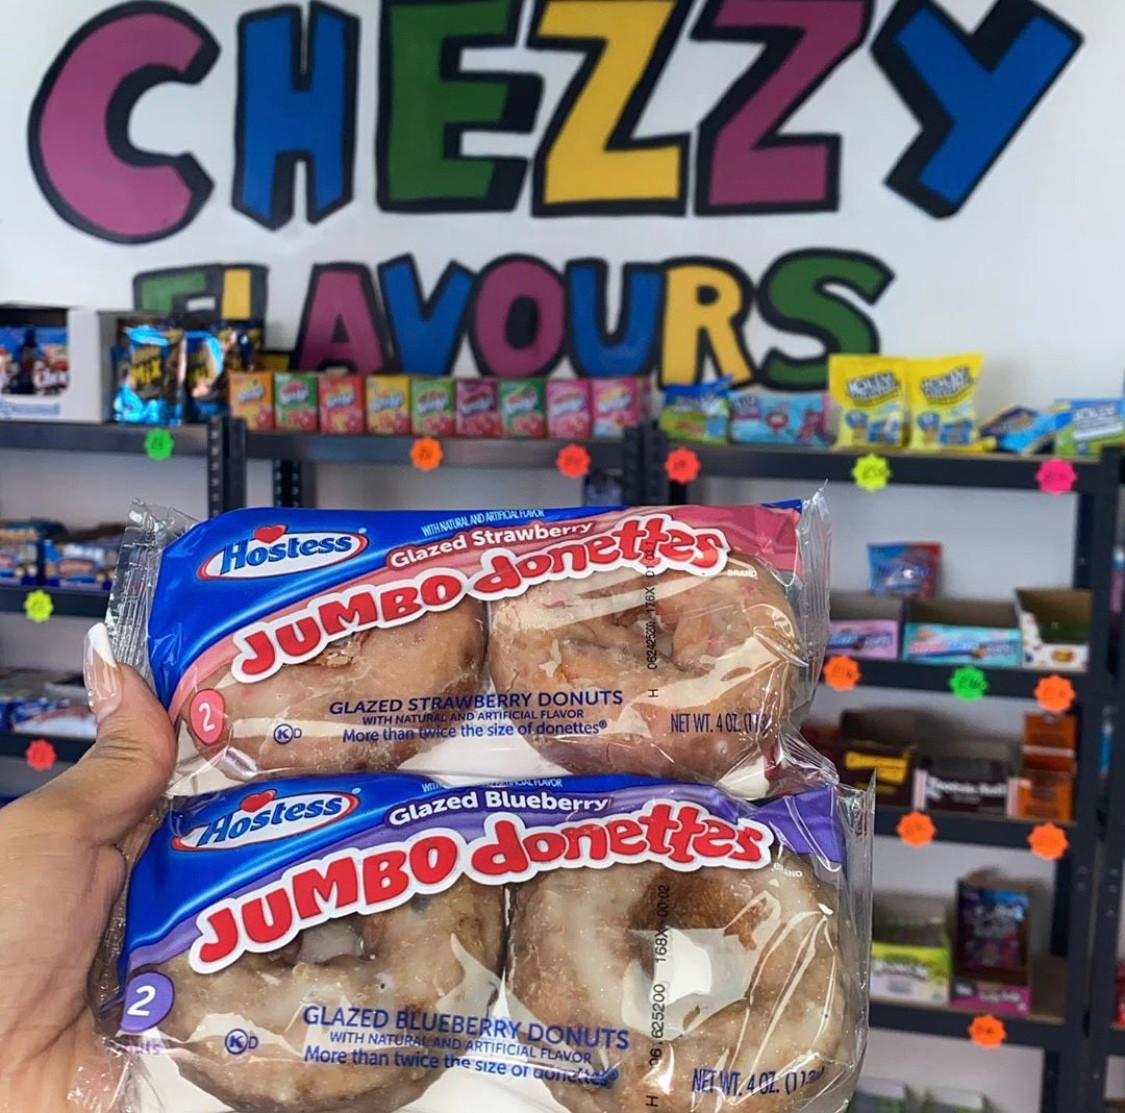 CHEZZY
FLAVOURS
Hostess
WITH NATURAL AND ARTIFICIAL FLAVOR
Glazed Strawberry
JUMBO donettes
BRAND
2
GLAZED STRAWBERRY DONUTS
WITH NATURAL AND ARTIFICIAL FLAVOR
More than twice the size of donettes®
D
NET WT. 4 OZ.
Hostess
Glazed Blueberry
JUMBO donettes
2
GLAZED BLUEBERRY DONUTS
WITH NATURAL AND ARTIFICIAL FLAVOR
More than twice the size of donettes®
D
NET WT. 4 OZ.